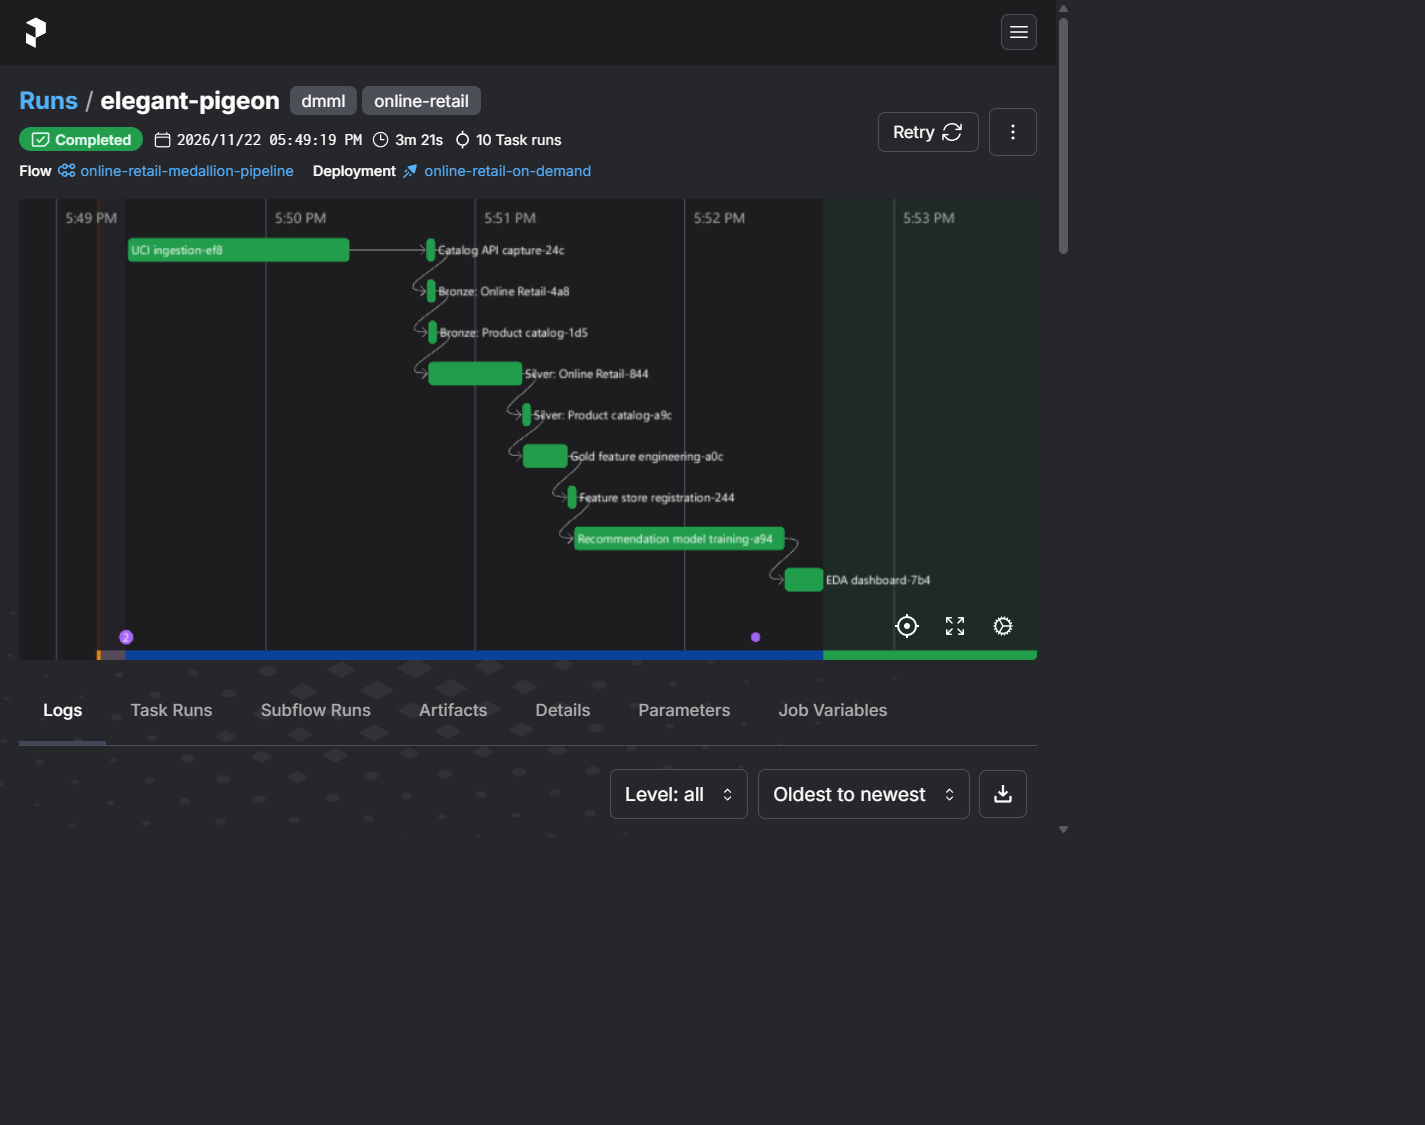 Runs / elegant-pigeon dmml online-retail
Completed 2026/11/22 05:49:19 PM 3m 21s 10 Task runs
Retry
Flow online-retail-medallion-pipeline Deployment online-retail-on-demand
5:49 PM 5:50 PM 5:51 PM 5:52 PM 5:53 PM
UCI ingestion-ef8 Catalog API capture-24c
Bronze: Online Retail-4a8
Bronze: Product catalog-1d5
Silver: Online Retail-844
Silver: Product catalog-a9c
Gold feature engineering-a0c
Feature store registration-244
Recommendation model training-a94
EDA dashboard-7b4
2
Logs Task Runs Subflow Runs Artifacts Details Parameters Job Variables
Level: all Oldest to newest